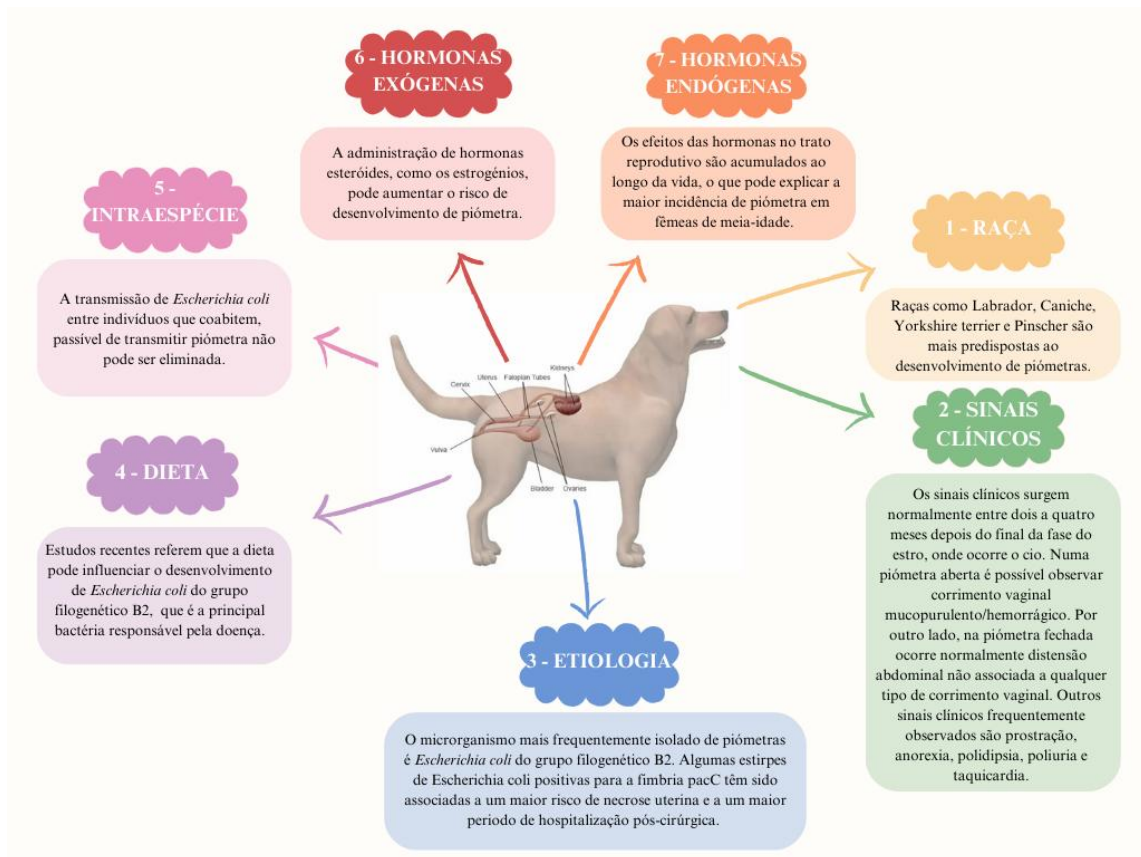 6 - HORMONAS
EXÓGENAS
A administração de hormonas
esteróides, como os estrogénios,
pode aumentar o risco de
desenvolvimento de piómetra.
7 - HORMONAS
ENDÓGENAS
Os efeitos das hormonas no trato
reprodutivo são acumulados ao
longo da vida, o que pode explicar a
maior incidência de piómetra em
fêmeas de meia-idade.
5 -
INTRAESPÉCIE
A transmissão de Escherichia coli
entre indivíduos que coabitem,
passível de transmitir piómetra não
pode ser eliminada.
1 - RAÇA
Raças como Labrador, Caniche,
Yorkshire terrier e Pinscher são
mais predispostas ao
desenvolvimento de piómetras.
Kidneys
Uterus
Fallopian Tubes
Cervix
Vulva
Bladder
Ovaries
4 - DIETA
Estudos recentes referem que a dieta
pode influenciar o desenvolvimento
de Escherichia coli do grupo
filogenético B2, que é a principal
bactéria responsável pela doença.
2 - SINAIS
CLÍNICOS
Os sinais clínicos surgem
normalmente entre dois a quatro
meses depois do final da fase do
estro, onde ocorre o cio. Numa
piómetra aberta é possível observar
corrimento vaginal
mucopurulento/hemorrágico. Por
outro lado, na piómetra fechada
ocorre normalmente distensão
abdominal não associada a qualquer
tipo de corrimento vaginal. Outros
sinais clínicos frequentemente
observados são prostração,
anorexia, polidipsia, poliuria e
taquicardia.
3 - ETIOLOGIA
O microrganismo mais frequentemente isolado de piómetras
é Escherichia coli do grupo filogenético B2. Algumas estirpes
de Escherichia coli positivas para a fimbria pacC têm sido
associadas a um maior risco de necrose uterina e a um maior
periodo de hospitalização pós-cirúrgica.